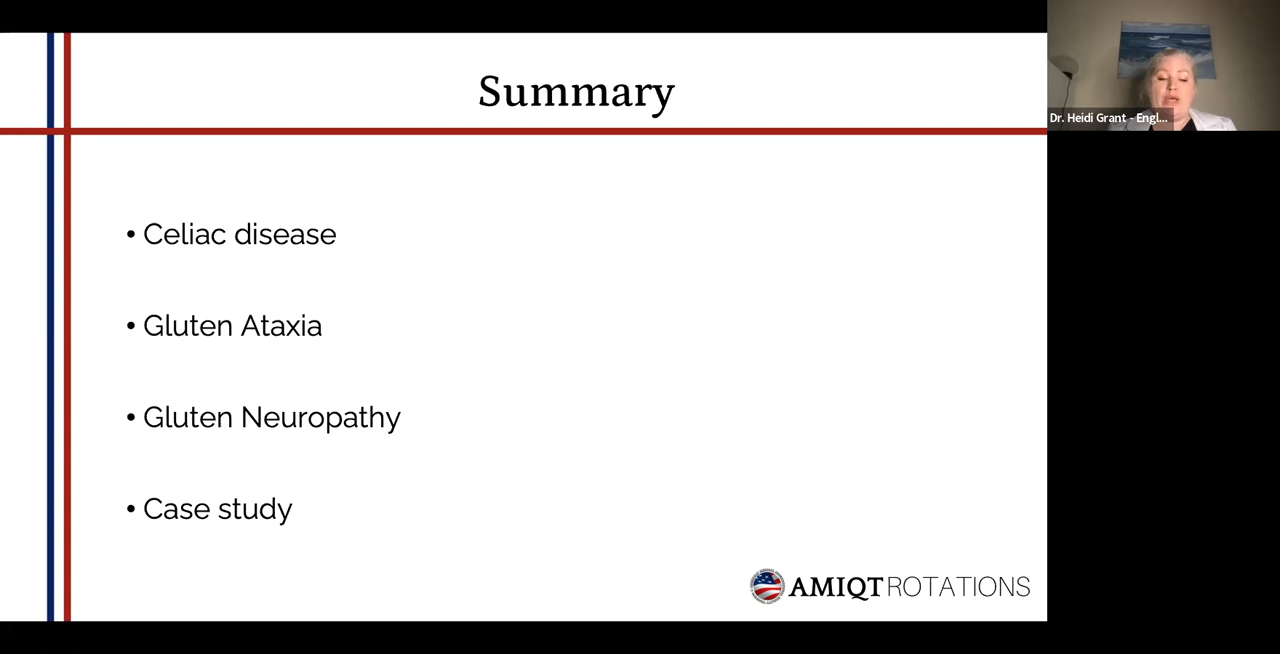 Summary
Dr. Heidi Grant - Engl...
• Celiac disease
• Gluten Ataxia
• Gluten Neuropathy
• Case study
AMIQT ROTATIONS